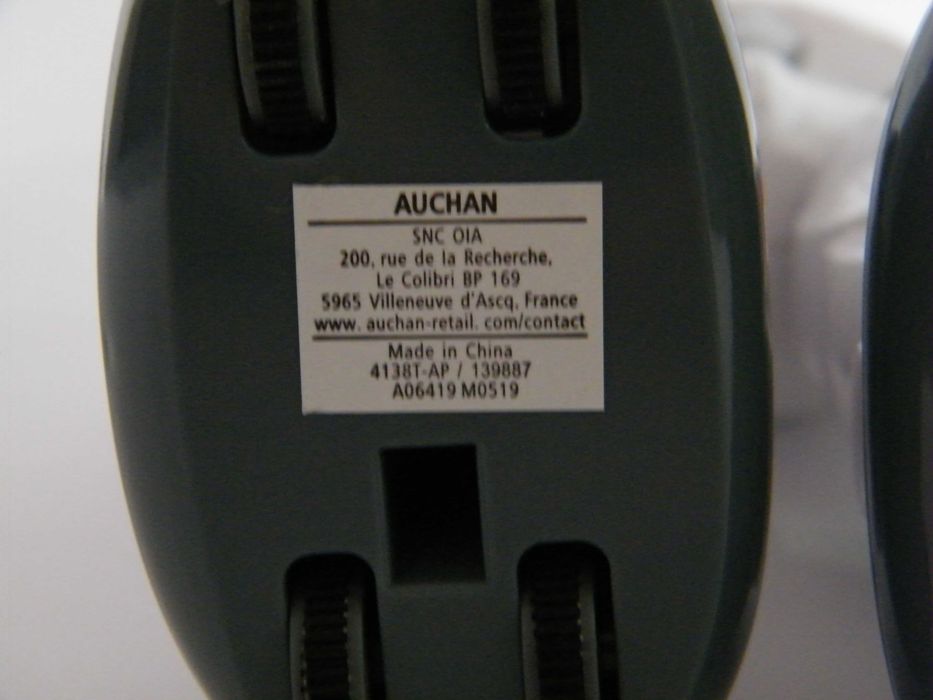 AUCHAN
SNC OIA
200, rue de la Recherche,
Le Colibri BP 169
5965 Villeneuve d'Ascq, France
www. auchan-retail. com/contact
Made in China
4138T-AP / 139887
A06419 M0519